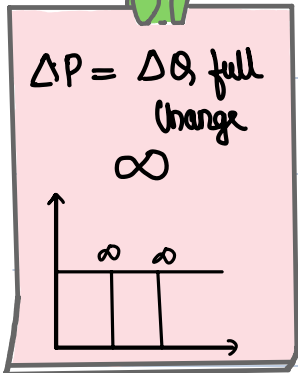 ΔP = ΔQ full
Change
∞
∞ ∞